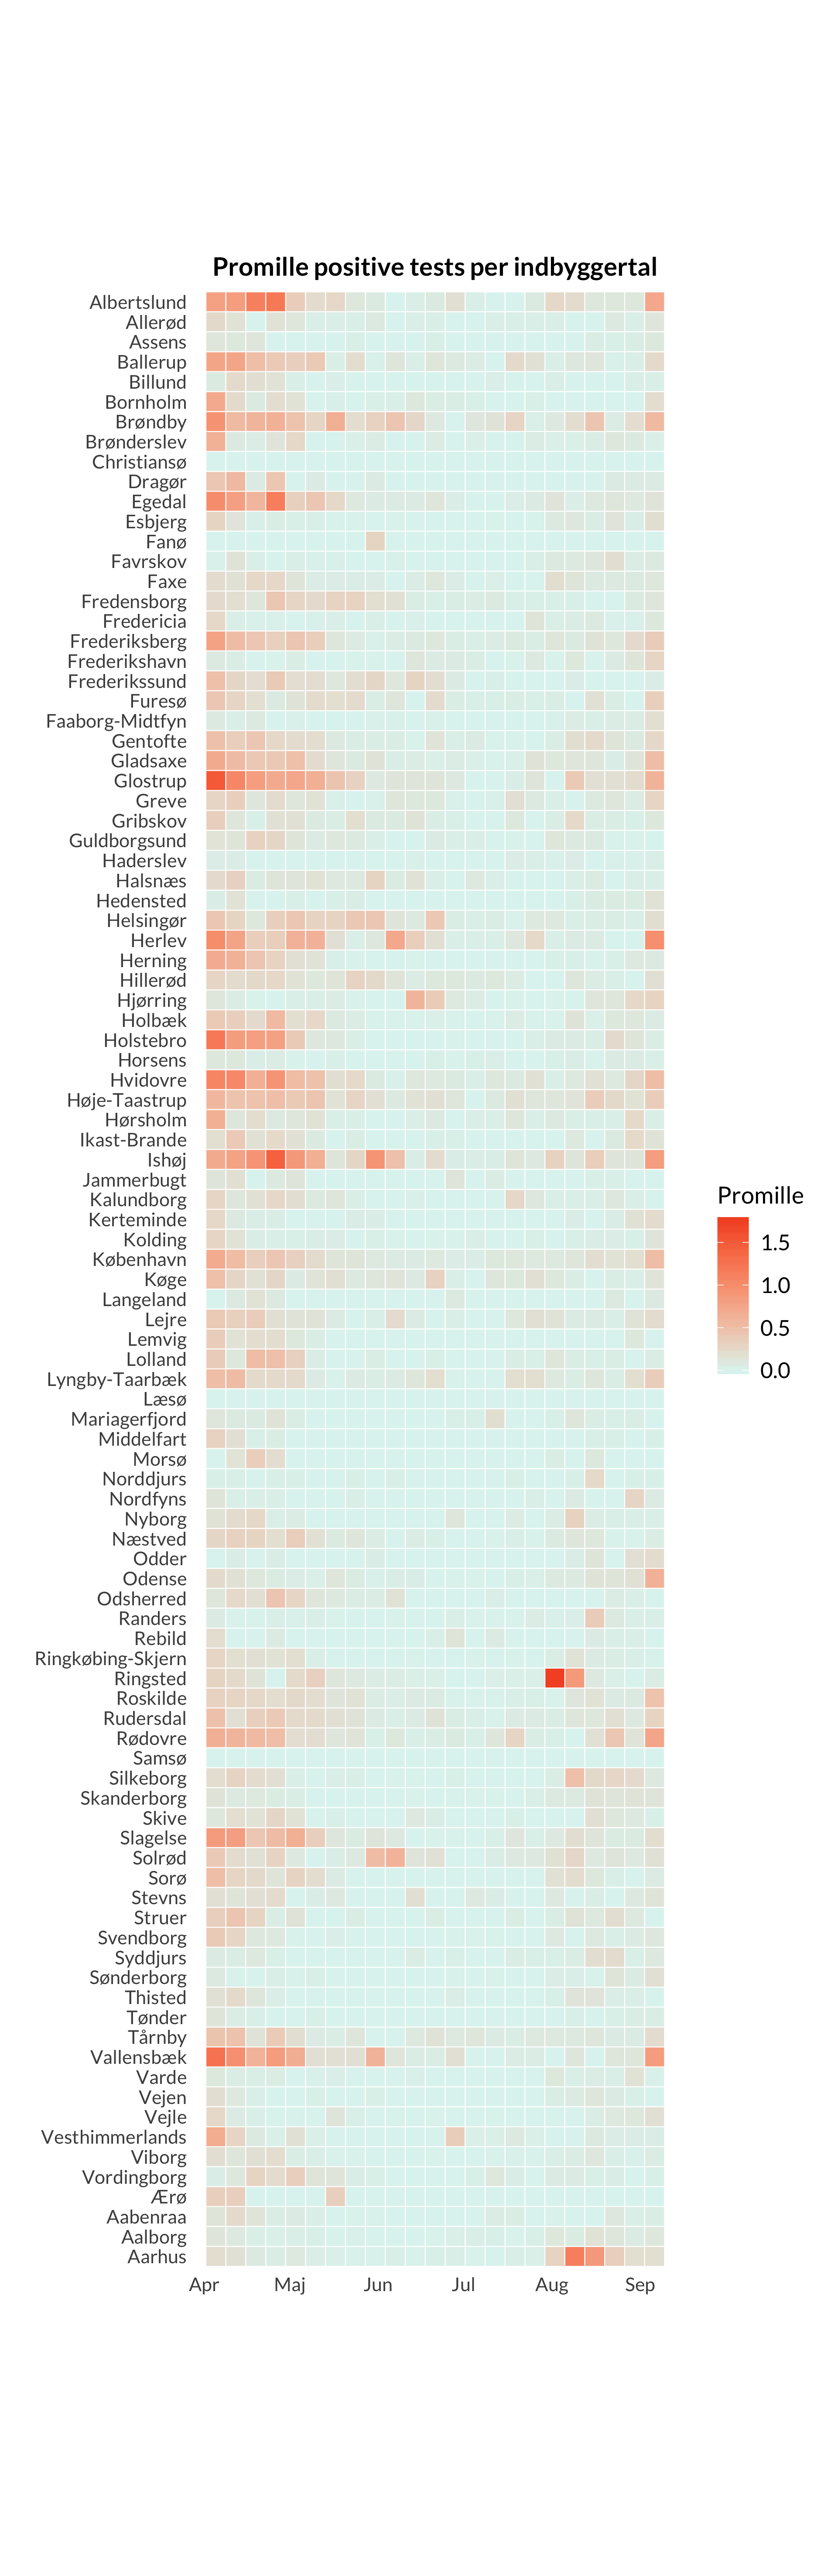 Promille positive tests per indbyggertal
Albertslund
Allerød
Assens
Ballerup
Billund
Bornholm
Brøndby
Brønderslev
Christiansø
Dragør
Egedal
Esbjerg
Fanø
Favrskov
Faxe
Fredensborg
Fredericia
Frederiksberg
Frederikshavn
Frederikssund
Furesø
Faaborg-Midtfyn
Gentofte
Gladsaxe
Glostrup
Greve
Gribskov
Guldborgsund
Haderslev
Halsnæs
Hedensted
Helsingør
Herlev
Herning
Hillerød
Hjørring
Holbæk
Holstebro
Horsens
Hvidovre
Høje-Taastrup
Hørsholm
Ikast-Brande
Ishøj
Jammerbugt
Kalundborg
Kerteminde
Kolding
København
Køge
Langeland
Lejre
Lemvig
Lolland
Lyngby-Taarbæk
Læsø
Mariagerfjord
Middelfart
Morsø
Norddjurs
Nordfyns
Nyborg
Næstved
Odder
Odense
Odsherred
Randers
Rebild
Ringkøbing-Skjern
Ringsted
Roskilde
Rudersdal
Rødovre
Samsø
Silkeborg
Skanderborg
Skive
Slagelse
Solrød
Sorø
Stevns
Struer
Svendborg
Syddjurs
Sønderborg
Thisted
Tønder
Tårnby
Vallensbæk
Varde
Vejen
Vejle
Vesthimmerlands
Viborg
Vordingborg
Ærø
Aabenraa
Aalborg
Aarhus
Apr Maj Jun Jul Aug Sep
Promille
1.5
1.0
0.5
0.0